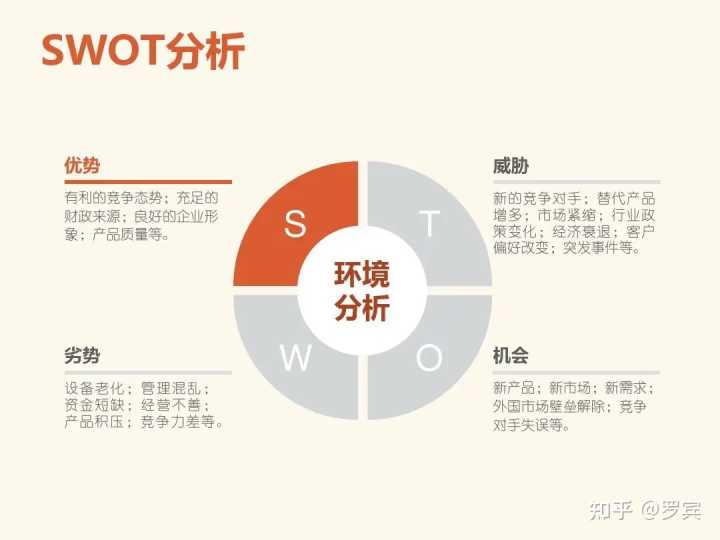 SWOT分析
优势
有利的竞争态势；充足的
财政来源；良好的企业形
象；产品质量等。
威胁
新的竞争对手；替代产品
增多；市场紧缩；行业政
策变化；经济衰退；客户
偏好改变；突发事件等。
S
T
环境
分析
W
O
劣势
设备老化；管理混乱；
资金短缺；经营不善；
产品积压；竞争力差等。
机会
新产品；新市场；新需求；
外国市场壁垒解除；竞争
对手失误等。
知乎 @罗宾